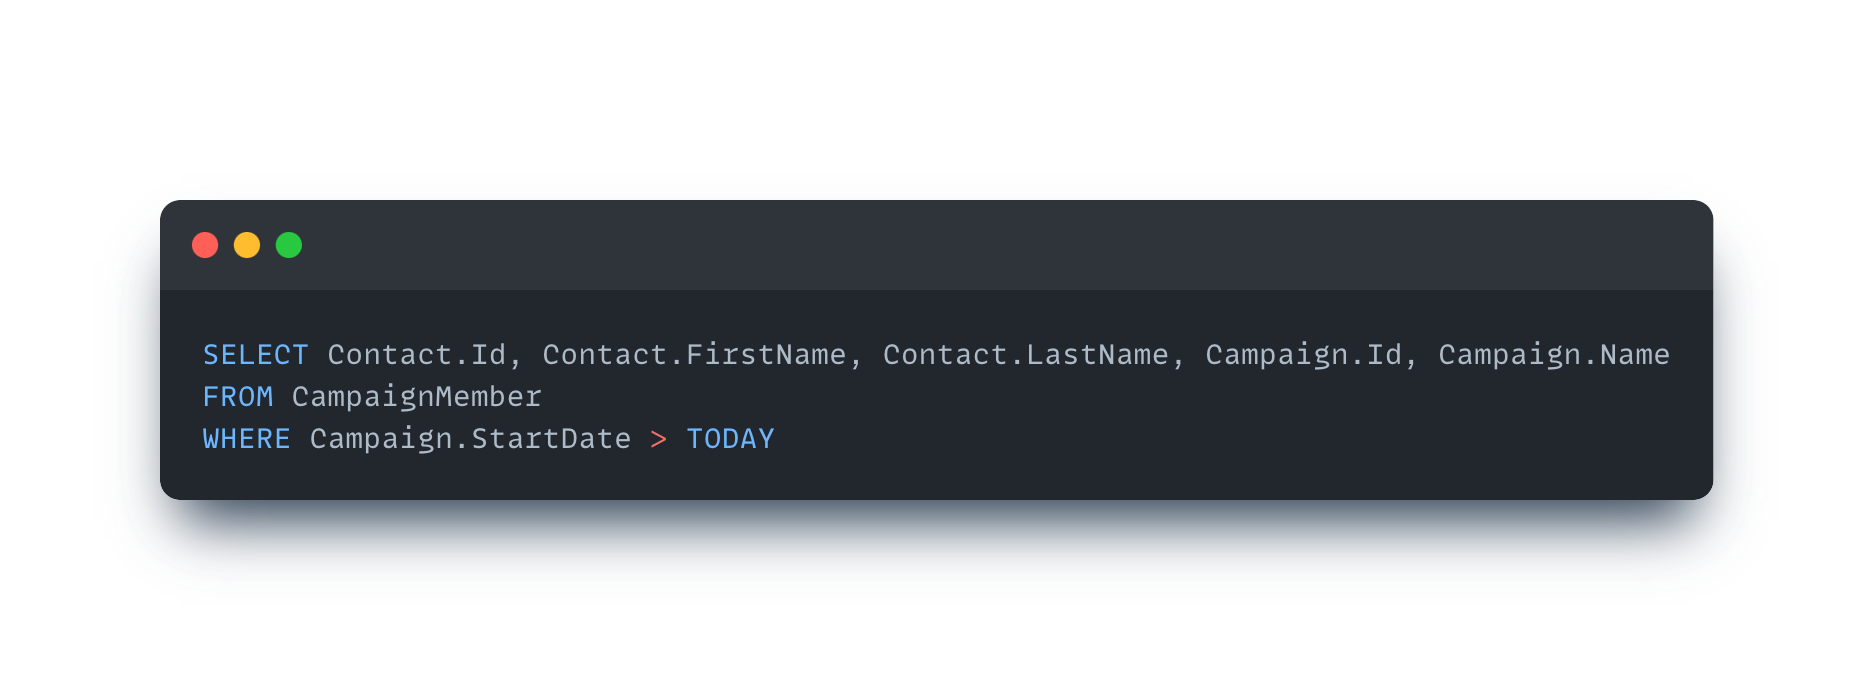 SELECT Contact.Id, Contact.FirstName, Contact.LastName, Campaign.Id, Campaign.Name
FROM CampaignMember
WHERE Campaign.StartDate > TODAY